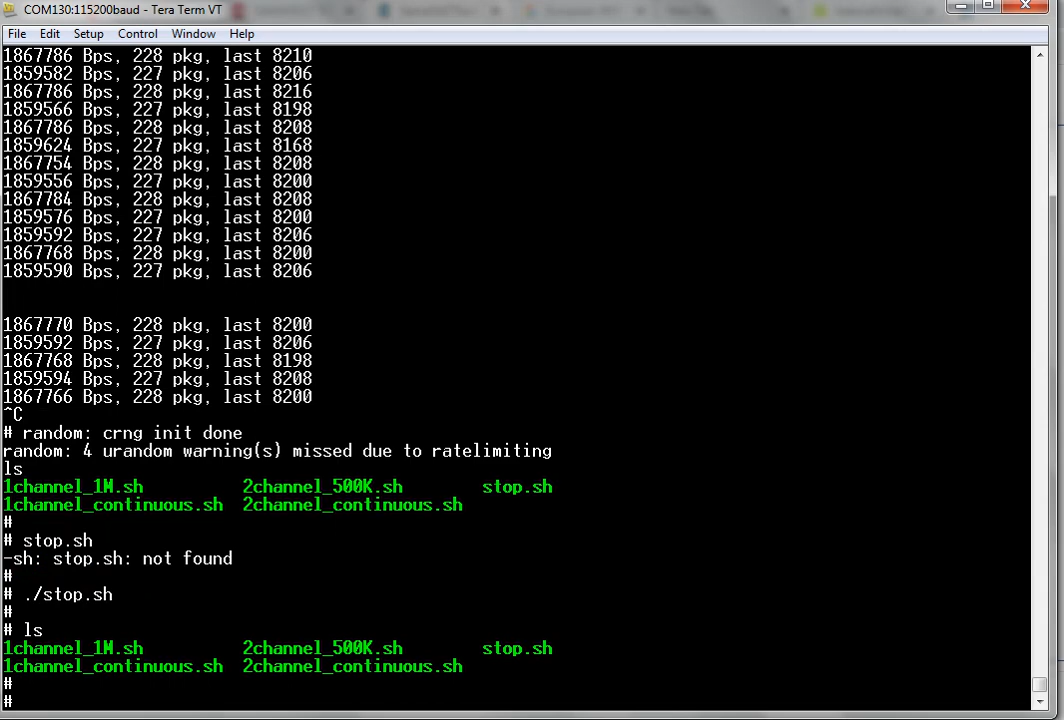 COM130:115200baud - Tera Term VT
File Edit Setup Control Window Help
1867786 Bps, 228 pkg, last 8210
1859582 Bps, 227 pkg, last 8206
1867786 Bps, 228 pkg, last 8216
1859566 Bps, 227 pkg, last 8198
1867786 Bps, 228 pkg, last 8208
1859624 Bps, 227 pkg, last 8168
1867754 Bps, 228 pkg, last 8208
1859556 Bps, 227 pkg, last 8200
1867784 Bps, 228 pkg, last 8208
1859576 Bps, 227 pkg, last 8200
1859592 Bps, 227 pkg, last 8206
1867768 Bps, 228 pkg, last 8200
1859590 Bps, 227 pkg, last 8206
1867770 Bps, 228 pkg, last 8200
1859592 Bps, 227 pkg, last 8206
1867768 Bps, 228 pkg, last 8198
1859594 Bps, 227 pkg, last 8208
1867766 Bps, 228 pkg, last 8200
^C
# random: crng init done
random: 4 urandom warning(s) missed due to ratelimiting
ls
1channel_1M.sh 2channel_500K.sh stop.sh
1channel_continuous.sh 2channel_continuous.sh
#
# stop.sh
-sh: stop.sh: not found
#
# ./stop.sh
#
# ls
1channel_1M.sh 2channel_500K.sh stop.sh
1channel_continuous.sh 2channel_continuous.sh
#
#